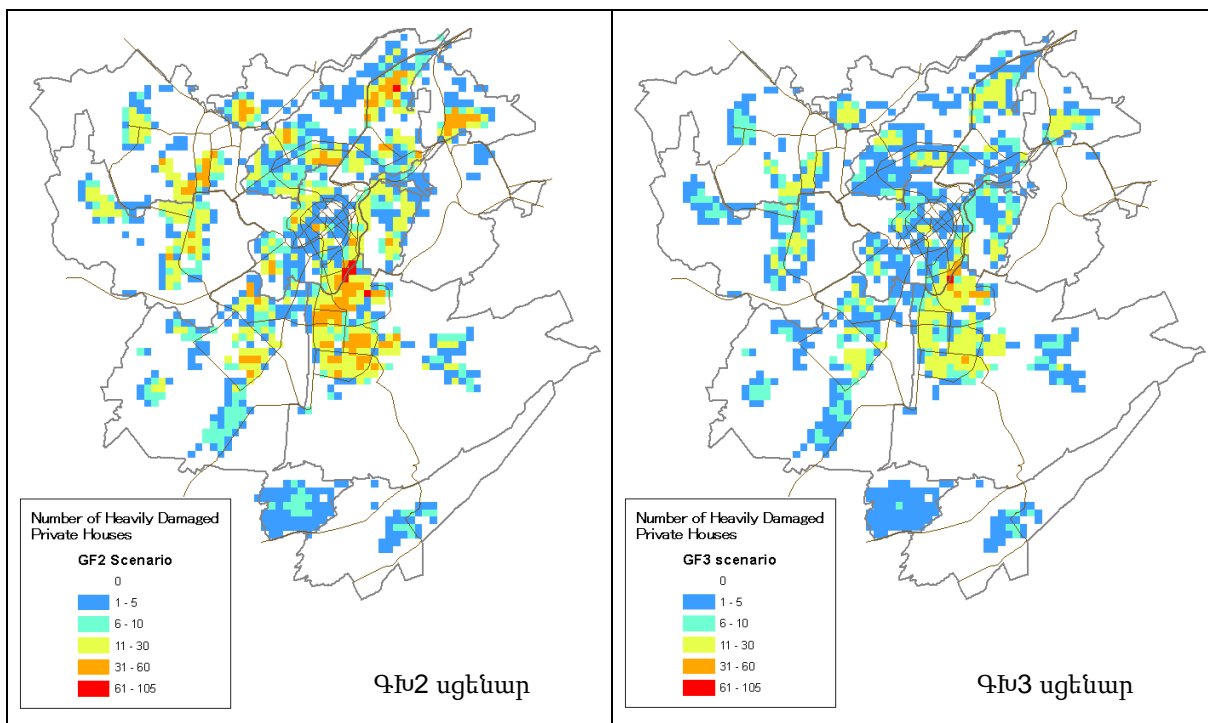 Number of Heavily Damaged
Private Houses
GF2 Scenario
0
1 - 5
6 - 10
11 - 30
31 - 60
61 - 105
ԳԽ2 սցենար
Number of Heavily Damaged
Private Houses
GF3 scenario
0
1 - 5
6 - 10
11 - 30
31 - 60
61 - 105
ԳԽ3 սցենար